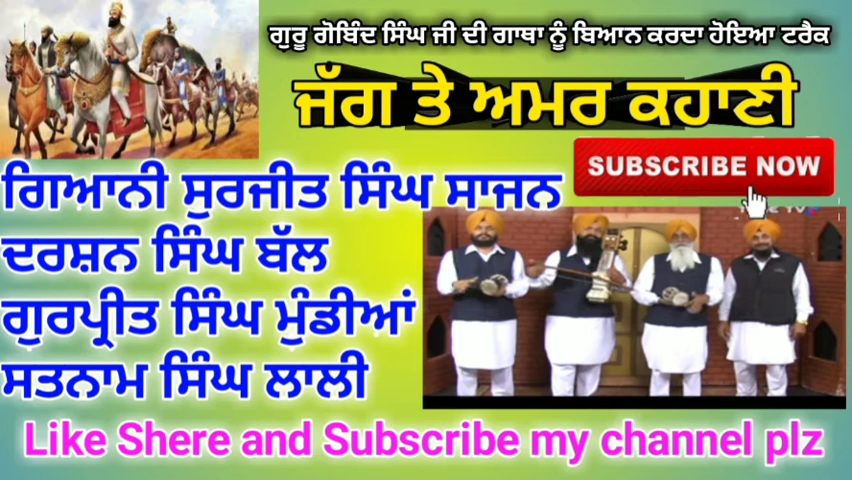 ਗੁਰੂ ਗੋਬਿੰਦ ਸਿੰਘ ਜੀ ਦੀ ਗਾਥਾ ਨੂੰ ਬਿਆਨ ਕਰਦਾ ਹੋਇਆ ਟਰੈਕ
ਜੱਗ ਤੇ ਅਮਰ ਕਹਾਣੀ
SUBSCRIBE NOW
ਗਿਆਨੀ ਸੁਰਜੀਤ ਸਿੰਘ ਸਾਜਨ
ਦਰਸ਼ਨ ਸਿੰਘ ਬੱਲ
ਗੁਰਪ੍ਰੀਤ ਸਿੰਘ ਮੁੰਡੀਆਂ
ਸਤਨਾਮ ਸਿੰਘ ਲਾਲੀ
Like Shere and Subscribe my channel plz